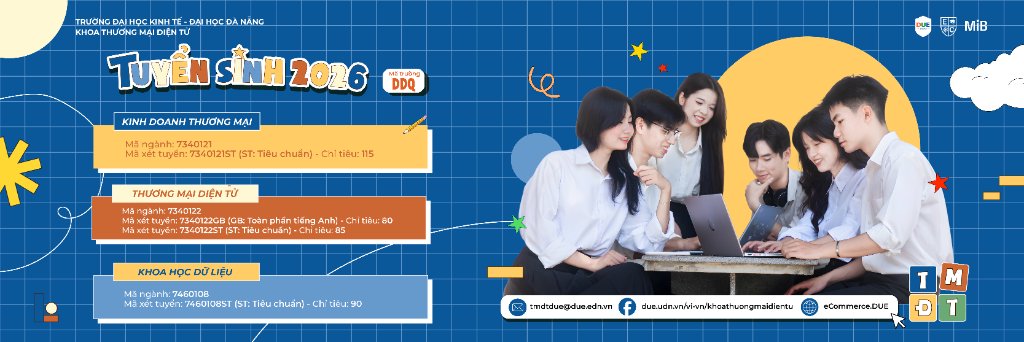 TRƯỜNG ĐẠI HỌC KINH TẾ - ĐẠI HỌC ĐÀ NẴNG
KHOA THƯƠNG MẠI ĐIỆN TỬ
DUE
MiB
TUYỂN SINH 2026
Mã trường
DDQ
KINH DOANH THƯƠNG MẠI
Mã ngành: 7340121
Mã xét tuyển: 7340121ST (ST: Tiêu chuẩn) - Chỉ tiêu: 115
THƯƠNG MẠI ĐIỆN TỬ
Mã ngành: 7340122
Mã xét tuyển: 7340122GB (GB: Toàn phần tiếng Anh) - Chỉ tiêu: 80
Mã xét tuyển: 7340122ST (ST: Tiêu chuẩn) - Chỉ tiêu: 85
KHOA HỌC DỮ LIỆU
Mã ngành: 7460108
Mã xét tuyển: 7460108ST (ST: Tiêu chuẩn) - Chỉ tiêu: 90
tmdtdue@due.edn.vn
due.udn.vn/vi-vn/khoathuongmaidientu
eCommerce.DUE
TM
ĐT